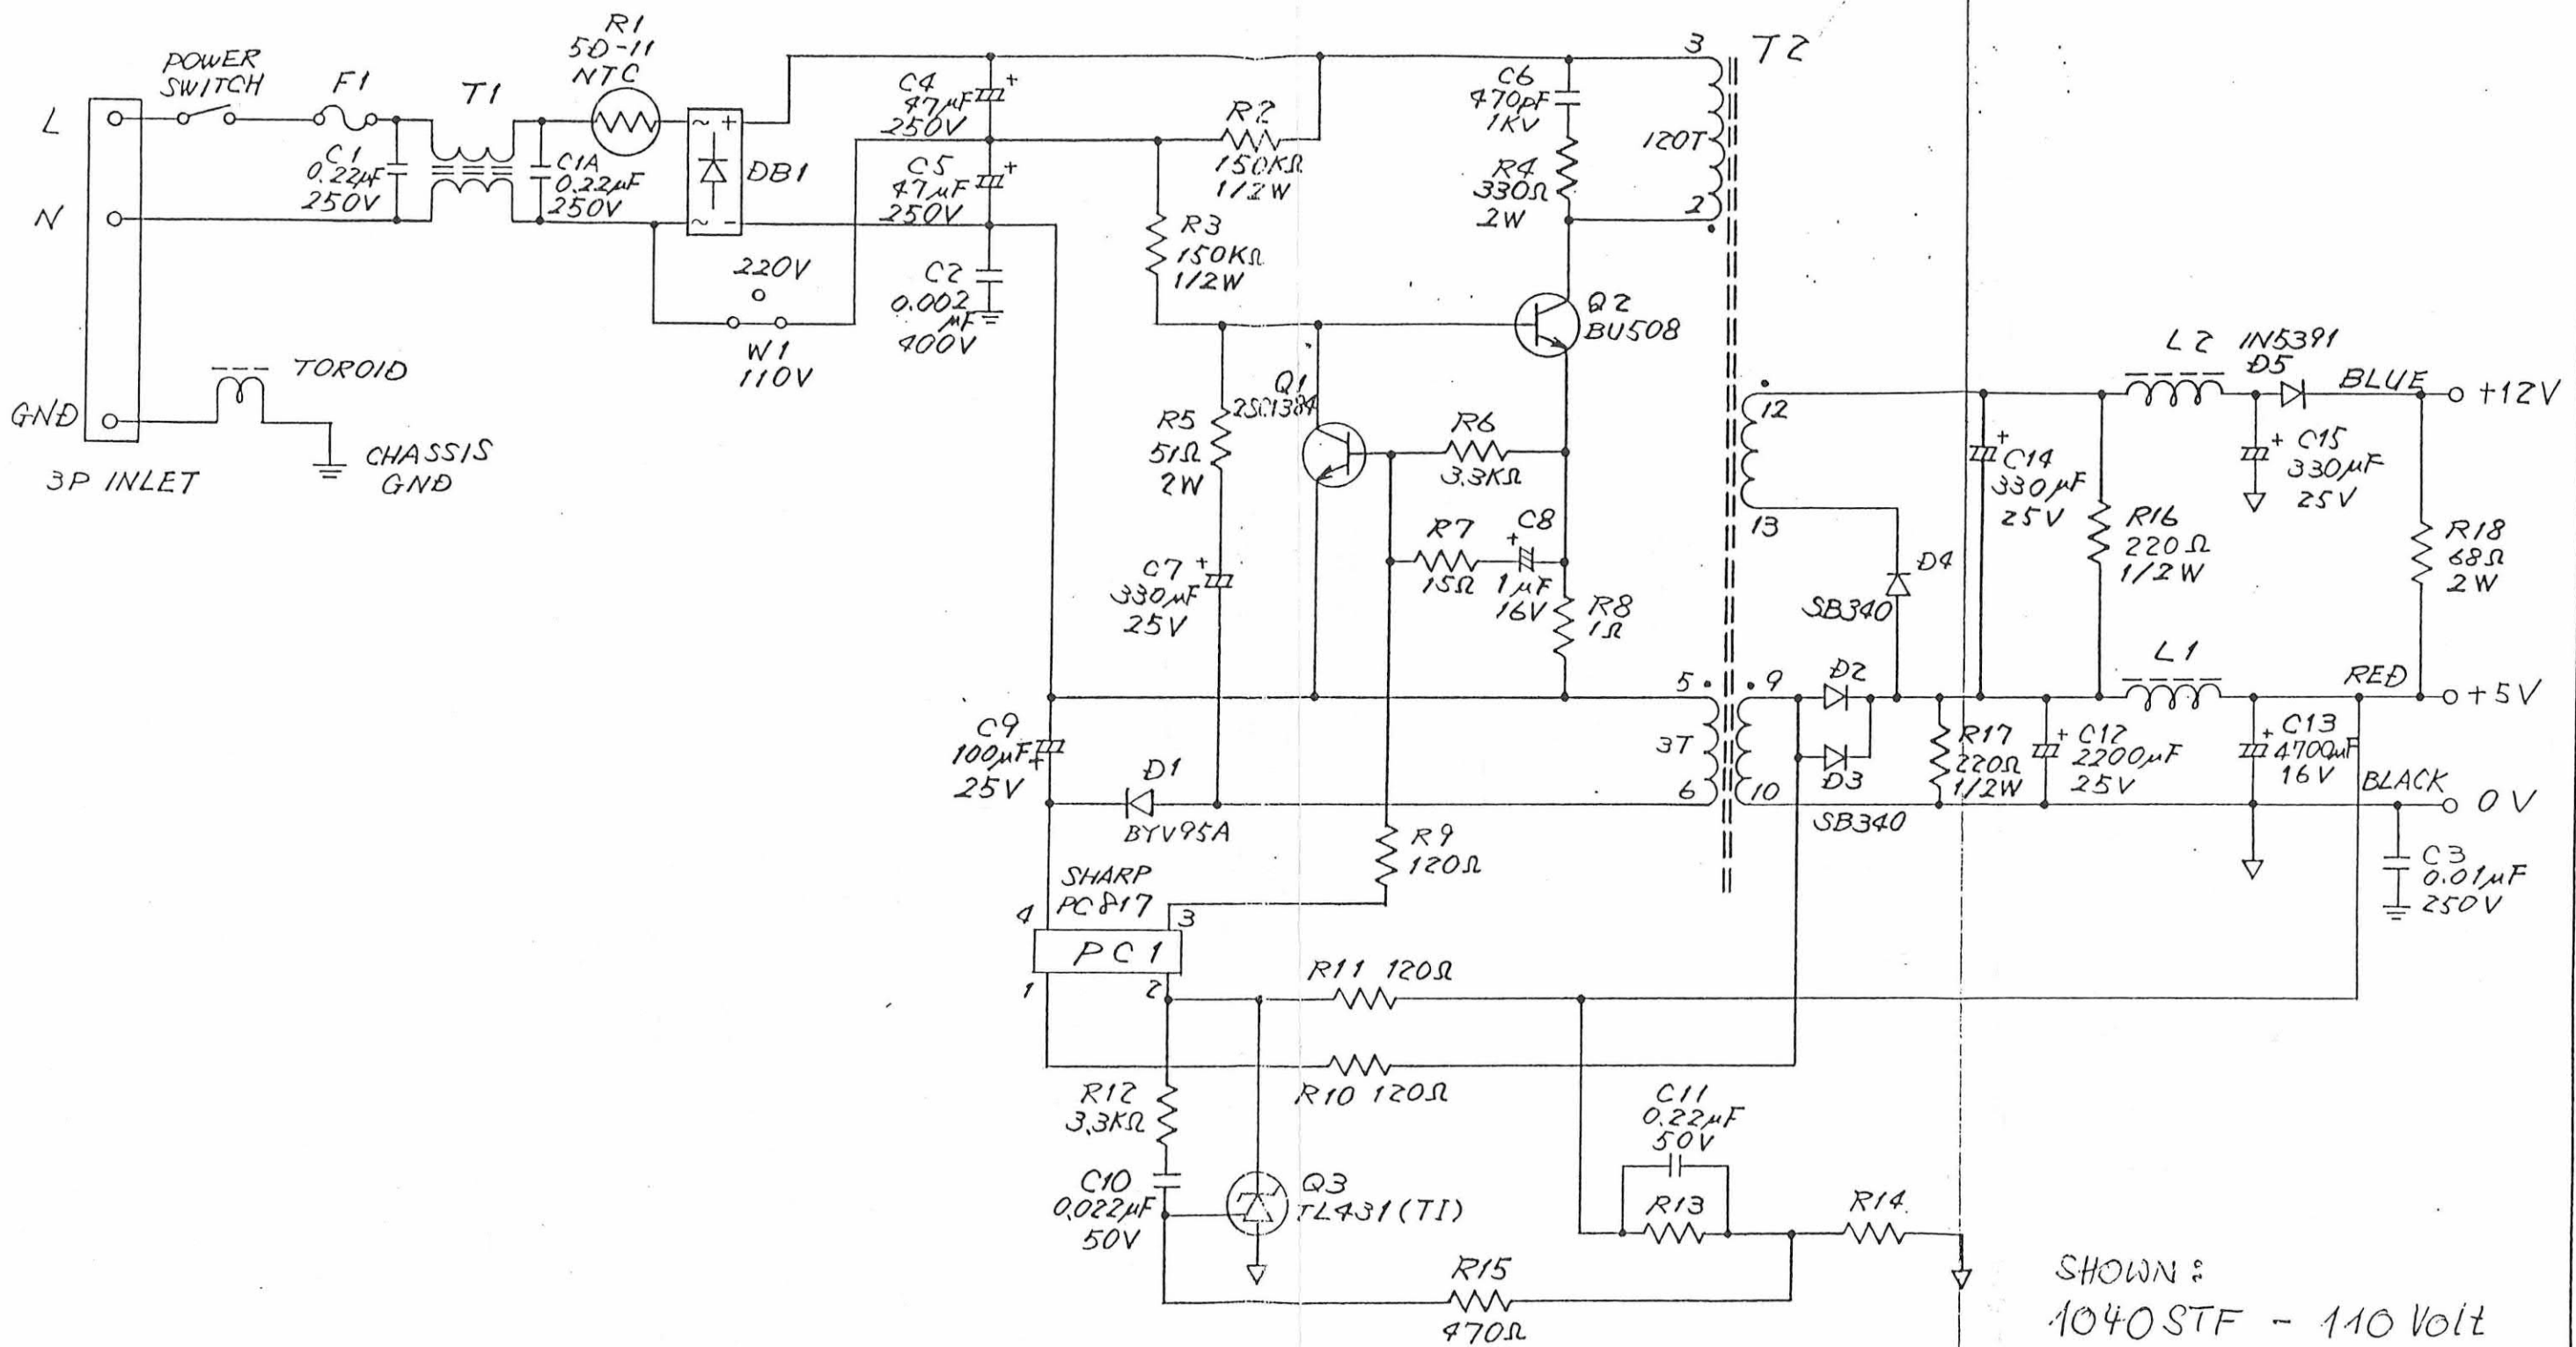 R1
5D-11
NTC
POWER
SWITCH
F1
T1
L
C1
0.22µF
250V
C1A
0.22µF
250V
~ +
~ -
DB1
N
220V
W1
110V
GND
TOROID
CHASSIS
GND
3P INLET
C4
47µF
250V
+
C5
47µF
250V
+
C2
0.002
µF
400V
R2
150KΩ
1/2W
R3
150KΩ
1/2W
C6
470pF
1KV
R4
330Ω
2W
3
T2
120T
2
Q2
BU508
Q1
2SC1384
R5
51Ω
2W
R6
3.3KΩ
R7
15Ω
C8
+
1µF
16V
R8
1Ω
C7
330µF
25V
+
C9
100µF
25V
+
D1
BYV95A
5
3T
6
9
10
12
13
D2
D3
SB340
D4
SB340
L2
1N5391
D5
BLUE
+12V
+
C14
330µF
25V
R16
220Ω
1/2W
+
C15
330µF
25V
R18
68Ω
2W
L1
RED
+5V
R17
220Ω
1/2W
+
C12
2200µF
25V
+
C13
4700µF
16V
BLACK
0V
C3
0.01µF
250V
R9
120Ω
SHARP
PC817
4
3
PC1
1
2
R11 120Ω
R10 120Ω
R12
3.3KΩ
C10
0.022µF
50V
Q3
TL431(TI)
C11
0.22µF
50V
R13
R14
R15
470Ω
SHOWN:
1040STF - 110 Volt